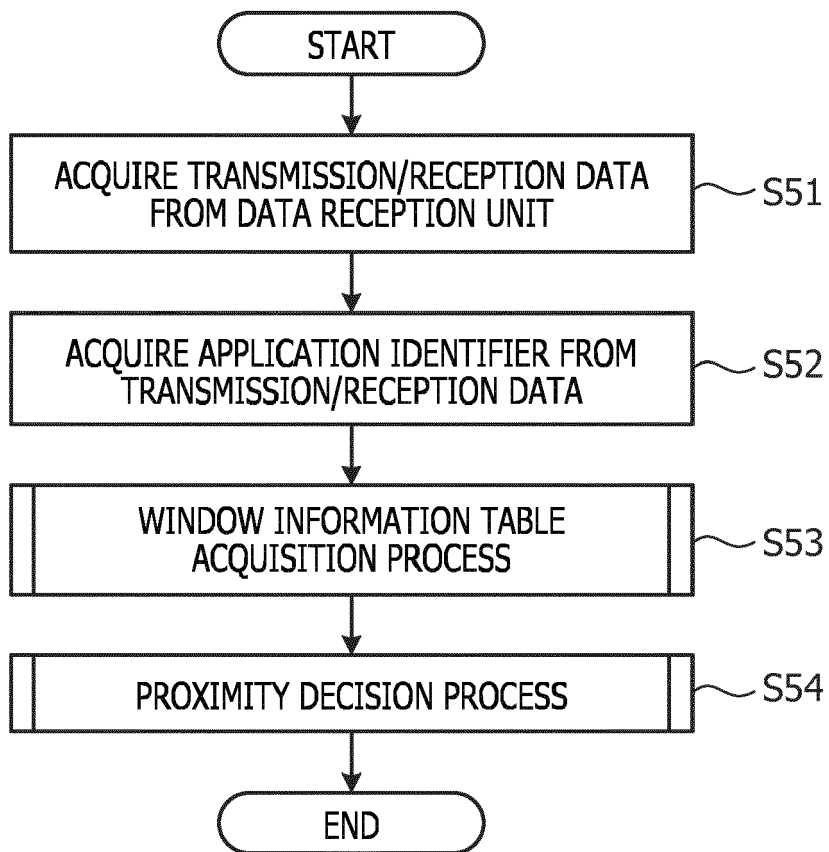 START
ACQUIRE TRANSMISSION/RECEPTION DATA
FROM DATA RECEPTION UNIT
S51
ACQUIRE APPLICATION IDENTIFIER FROM
TRANSMISSION/RECEPTION DATA
S52
WINDOW INFORMATION TABLE
ACQUISITION PROCESS
S53
PROXIMITY DECISION PROCESS
S54
END